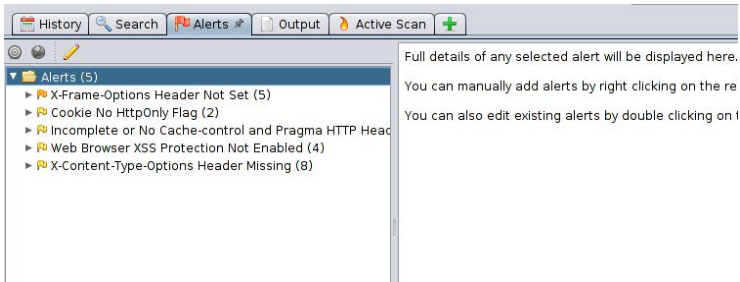 History Search Alerts Output Active Scan
Alerts (5)
X-Frame-Options Header Not Set (5)
Cookie No HttpOnly Flag (2)
Incomplete or No Cache-control and Pragma HTTP Head
Web Browser XSS Protection Not Enabled (4)
X-Content-Type-Options Header Missing (8)
Full details of any selected alert will be displayed here.
You can manually add alerts by right clicking on the re
You can also edit existing alerts by double clicking on t